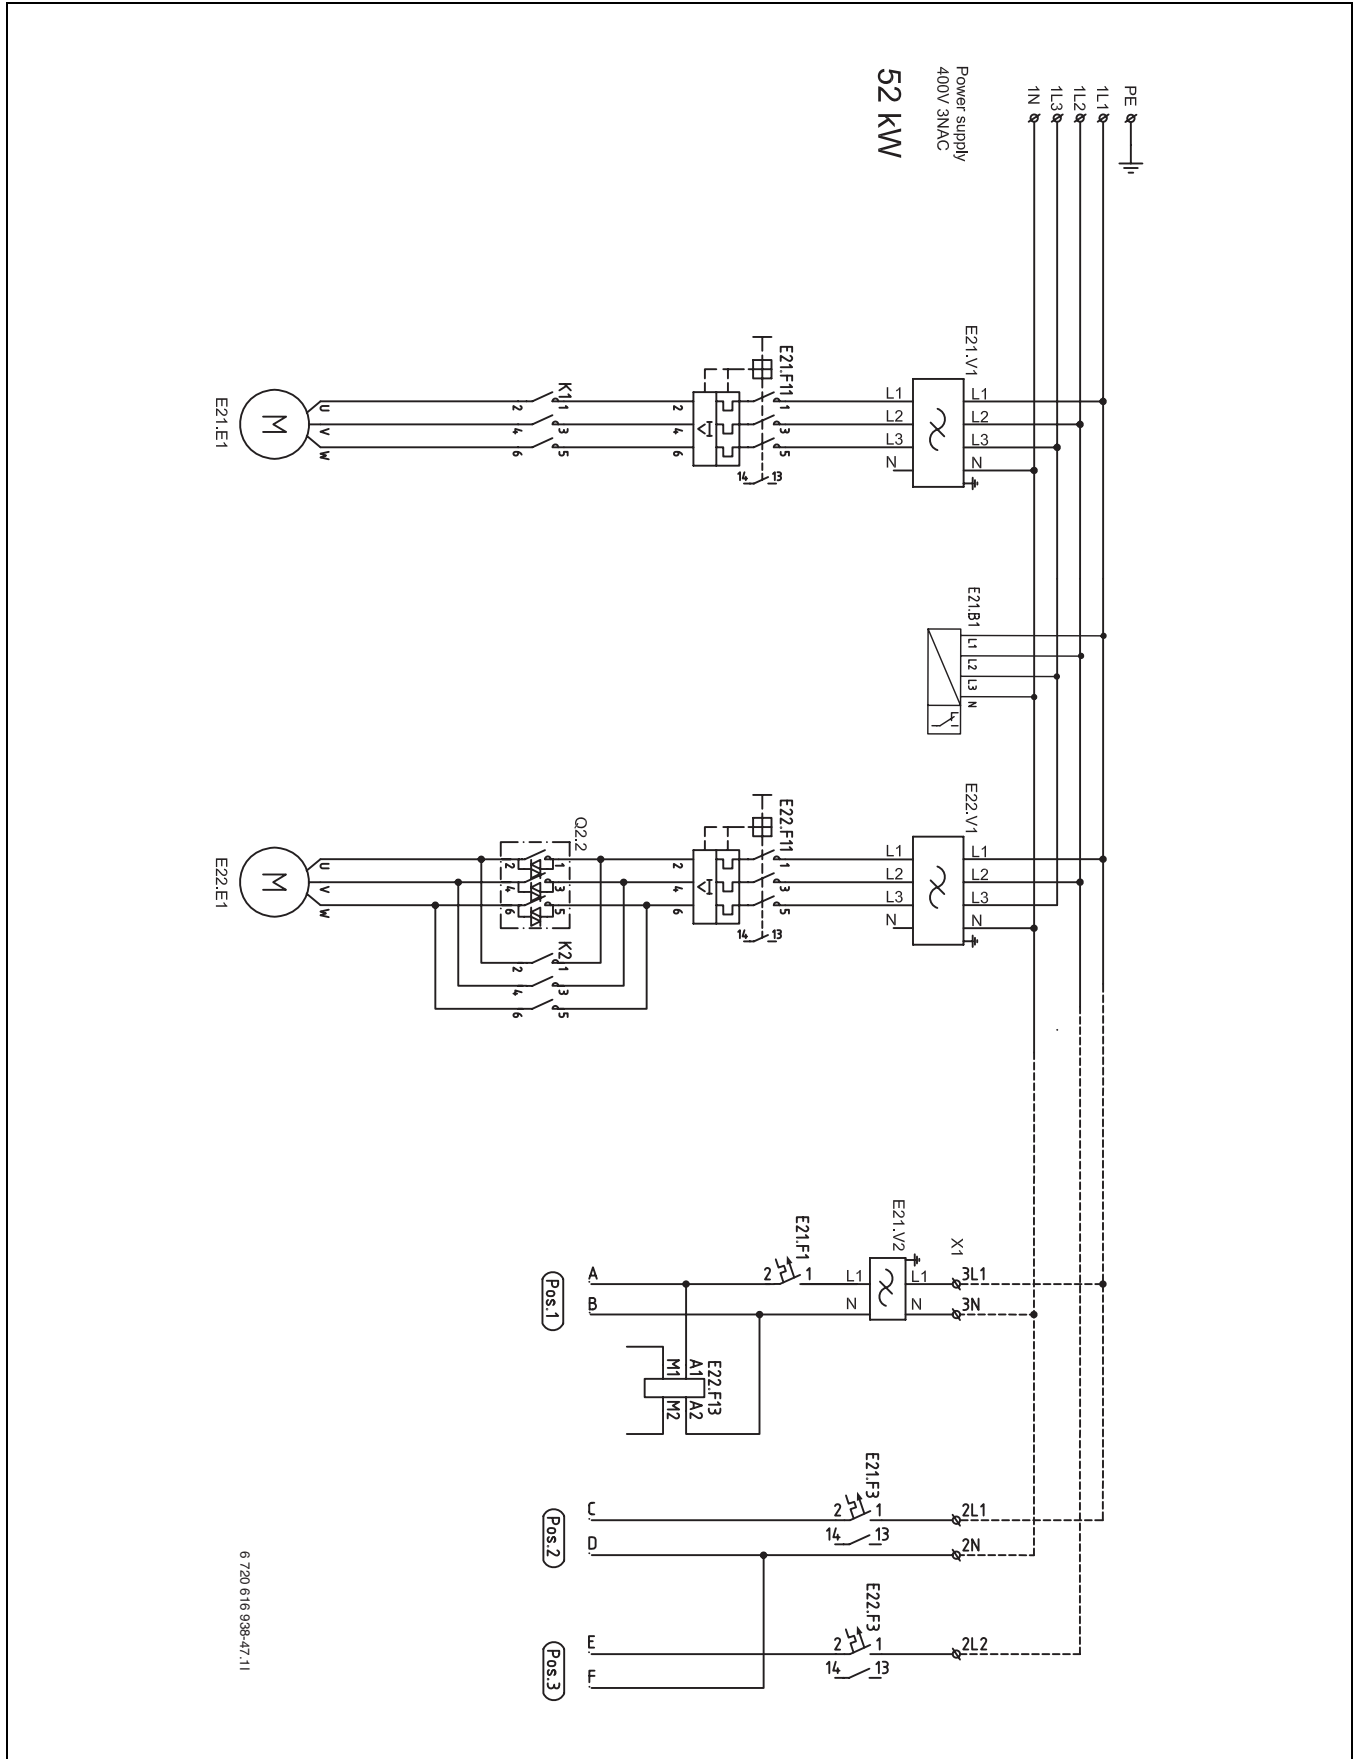 PE
1L1
1L2
1L3
1N
Power supply
400V 3NAC
52 kW
E21.V1
L1
L2
L3
N
L1
L2
L3
N
E21.F11
1
3
5
13
14
I>
2
4
6
K1
1
3
5
2
4
6
U
V
W
M
E21.E1
E21.B1
L1
L2
L3
N
E22.V1
L1
L2
L3
N
L1
L2
L3
N
E22.F11
1
3
5
13
14
I>
2
4
6
Q2.2
1
3
5
2
4
6
K2
1
3
5
2
4
6
U
V
W
M
E22.E1
X1
3L1
3N
E21.V2
L1
N
L1
N
E21.F1
1
2
A
B
Pos.1
E22.F13
A1
A2
M1
M2
2L1
2N
E21.F3
1
2
13
14
C
D
Pos.2
2L2
E22.F3
1
2
13
14
E
F
Pos.3
6 720 616 938-47.1I